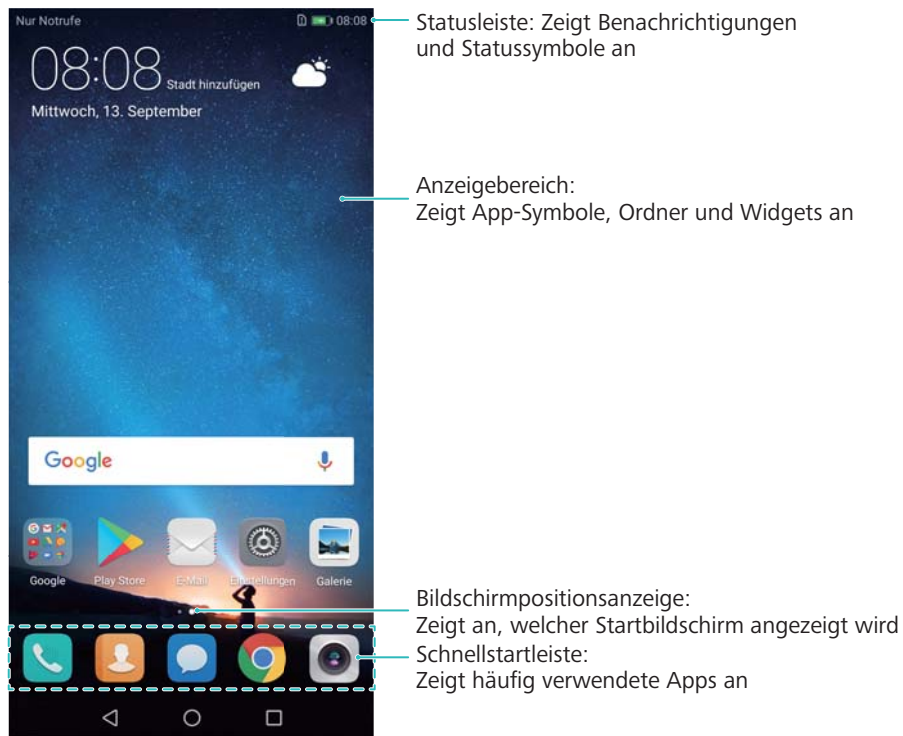 Nur Notrufe 08:08
Statusleiste: Zeigt Benachrichtigungen
und Statussymbole an
08:08 Stadt hinzufügen
Mittwoch, 13. September
Anzeigebereich:
Zeigt App-Symbole, Ordner und Widgets an
Google
Google Play Store E-Mail Einstellungen Galerie
Bildschirmpositionsanzeige:
Zeigt an, welcher Startbildschirm angezeigt wird
Schnellstartleiste:
Zeigt häufig verwendete Apps an